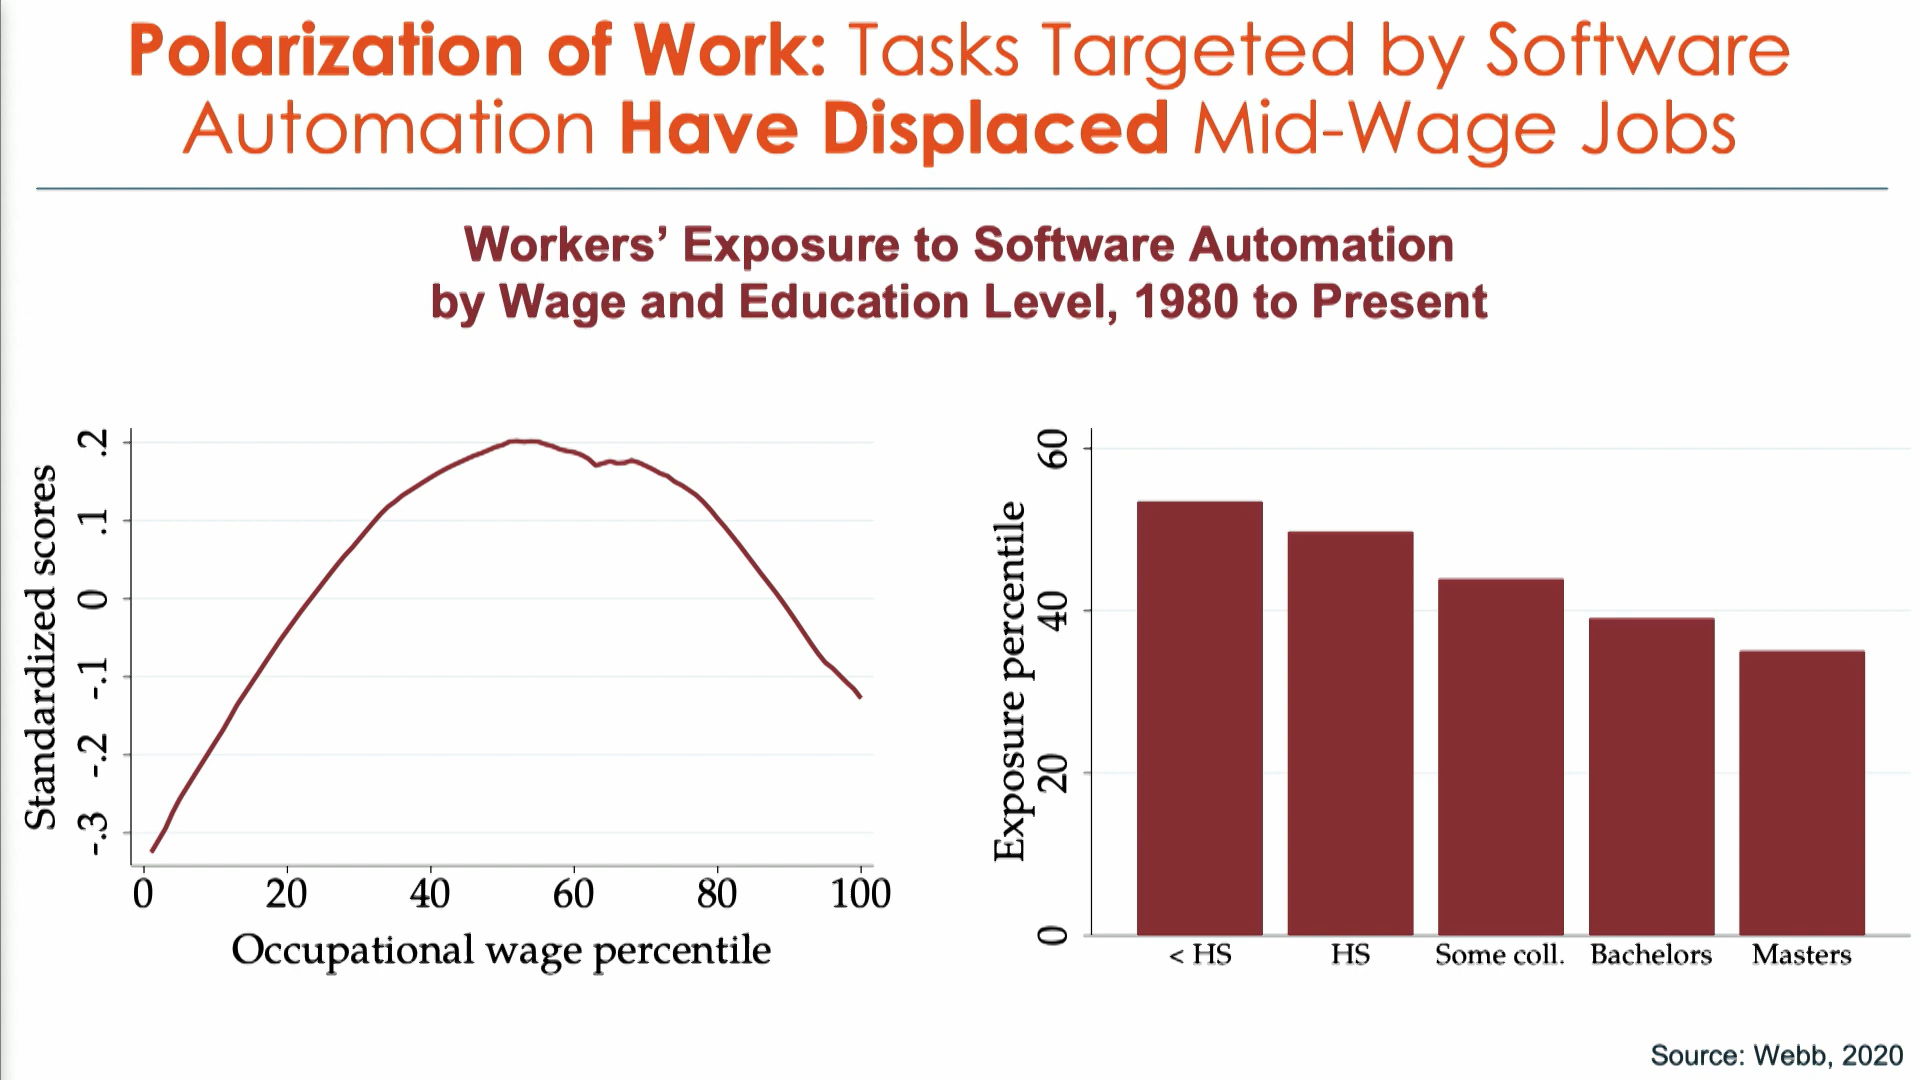 Polarization of Work: Tasks Targeted by Software
Automation Have Displaced Mid-Wage Jobs
Workers’ Exposure to Software Automation
by Wage and Education Level, 1980 to Present
Standardized scores
.2
.1
0
-.1
-.2
-.3
0 20 40 60 80 100
Occupational wage percentile
Exposure percentile
60
40
20
0
< HS HS Some coll. Bachelors Masters
Source: Webb, 2020